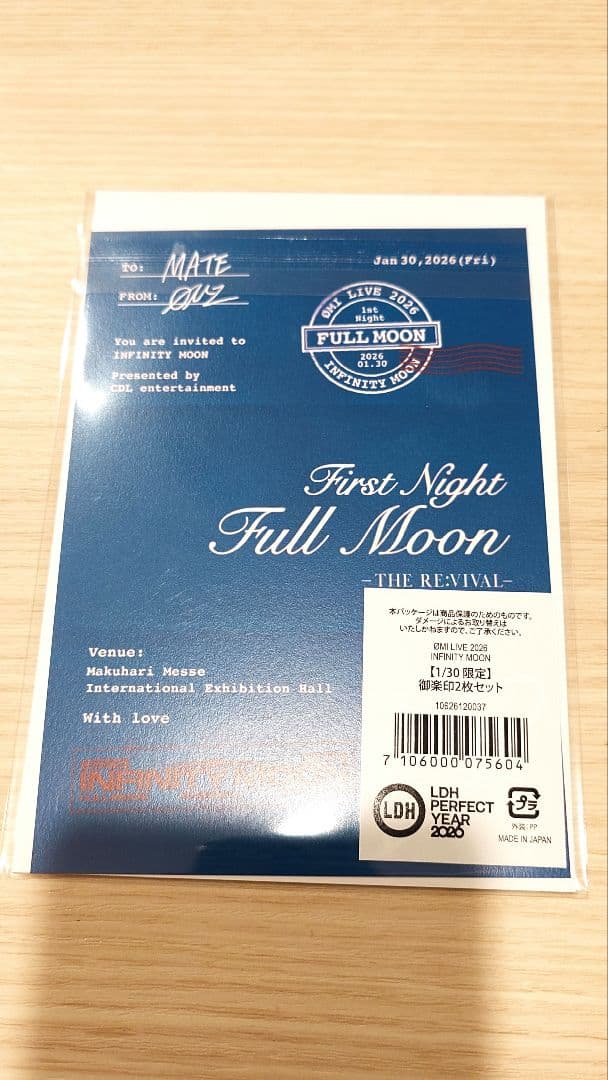 TO: MATE
FROM: ØMI
Jan 30, 2026 (Fri)
ØMI LIVE 2026
1st
Night
FULL MOON
2026
01.30
INFINITY MOON
You are invited to
INFINITY MOON
Presented by
CDL entertainment
First Night
Full Moon
-THE RE:VIVAL-
Venue:
Makuhari Messe
International Exhibition Hall
With love
INFINITY MOON
本パッケージは商品保護のためのものです。
ダメージによるお取り替えは
いたしかねますので、ご了承ください。
ØMI LIVE 2026
INFINITY MOON
【1/30 限定】
御楽印2枚セット
10626120037
7 106000 075604
LDH
LDH
PERFECT
YEAR
2026
プラ
外装:PP
MADE IN JAPAN